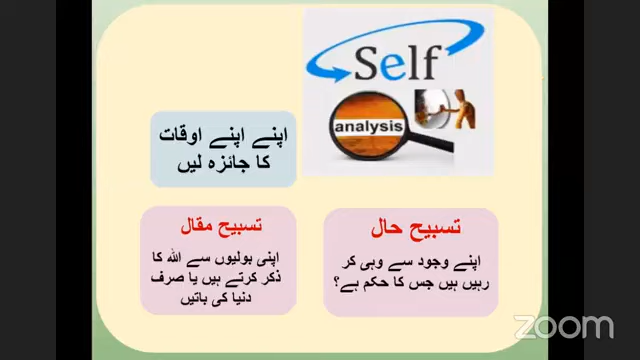 Self
analysis
اپنے اپنے اوقات
کا جائزہ لیں
تسبیح حال
اپنے وجود سے وہی کر
رہیں ہیں جس کا حکم ہے؟
تسبیح مقال
اپنی بولیوں سے اللہ کا
ذکر کرتے ہیں یا صرف
دنیا کی باتیں
zoom